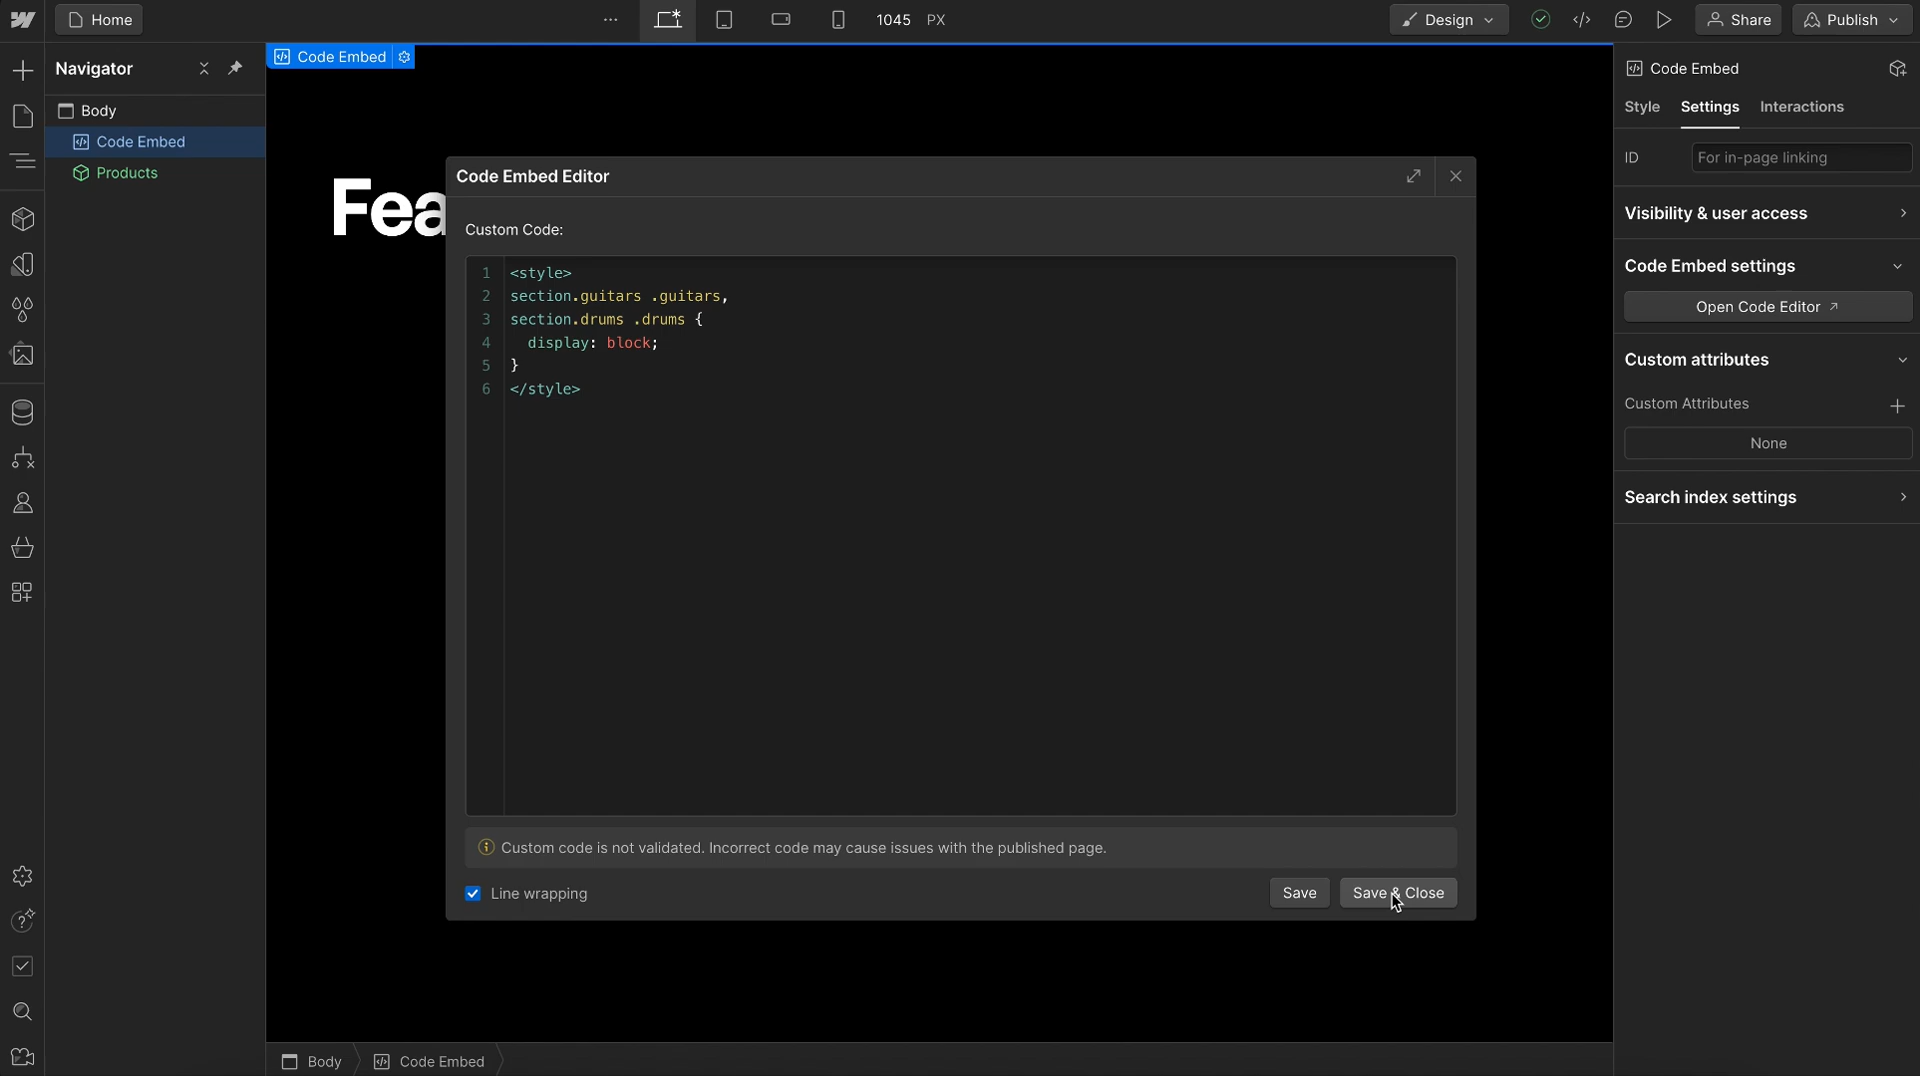 Home
1045 PX
Design
Share
Publish
Navigator
Body
Code Embed
Products
Code Embed
Fea
Code Embed Editor
Custom Code:
1 <style>
2 section.guitars .guitars,
3 section.drums .drums {
4 display: block;
5 }
6 </style>
Custom code is not validated. Incorrect code may cause issues with the published page.
Line wrapping
Save
Save & Close
Body
Code Embed
Code Embed
Style Settings Interactions
ID For in-page linking
Visibility & user access
Code Embed settings
Open Code Editor ↗
Custom attributes
Custom Attributes
None
Search index settings